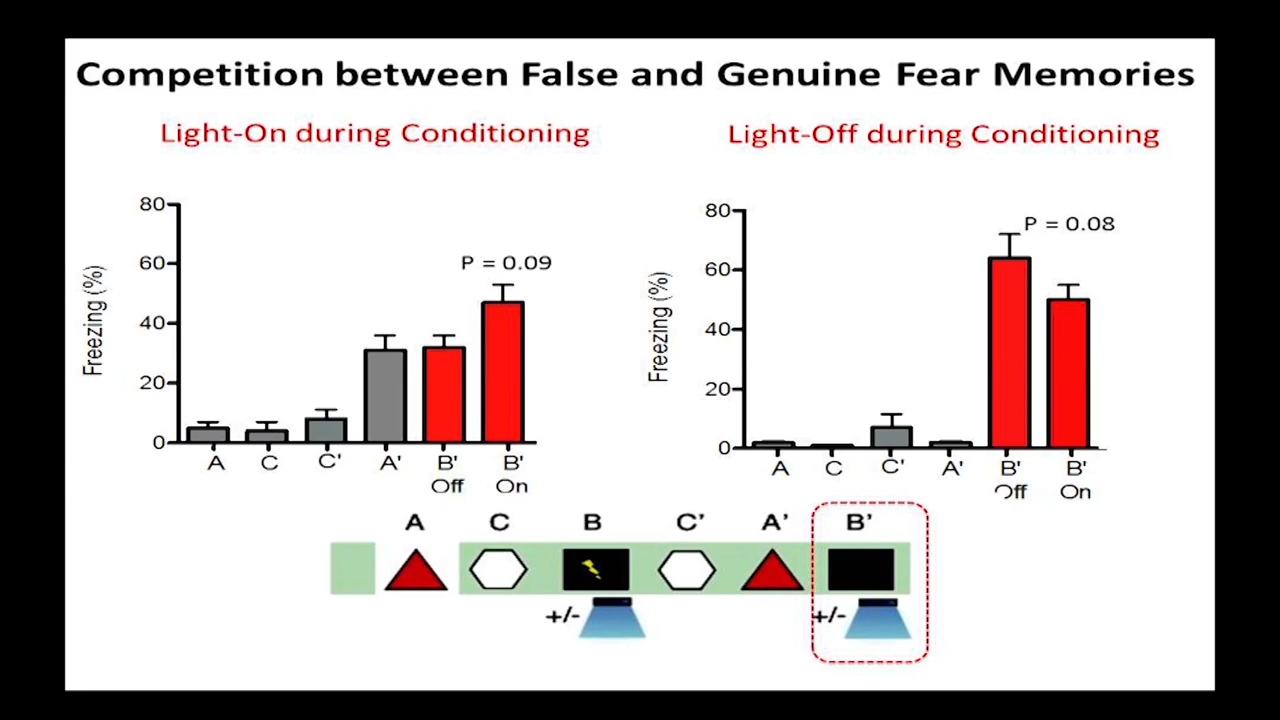 Competition between False and Genuine Fear Memories
Light-On during Conditioning
Light-Off during Conditioning
80
60
40
20
0
Freezing (%)
P = 0.09
A C C' A' B' B'
Off On
80
60
40
20
0
Freezing (%)
P = 0.08
A C C' A' B' B'
Off On
A C B C' A' B'
+/- +/-